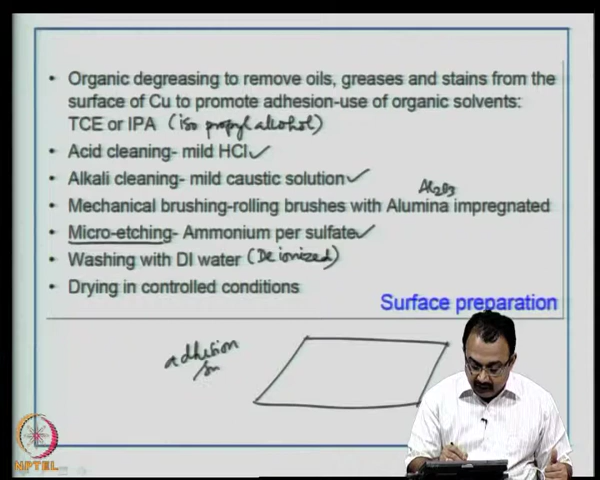 • Organic degreasing to remove oils, greases and stains from the
surface of Cu to promote adhesion-use of organic solvents:
TCE or IPA (iso propyl alcohol)
• Acid cleaning- mild HCl ✓
• Alkali cleaning- mild caustic solution ✓
Al2O3
• Mechanical brushing-rolling brushes with Alumina impregnated
• Micro-etching- Ammonium per sulfate ✓
• Washing with DI water (De ionized)
• Drying in controlled conditions
Surface preparation
adhesion
NPTEL